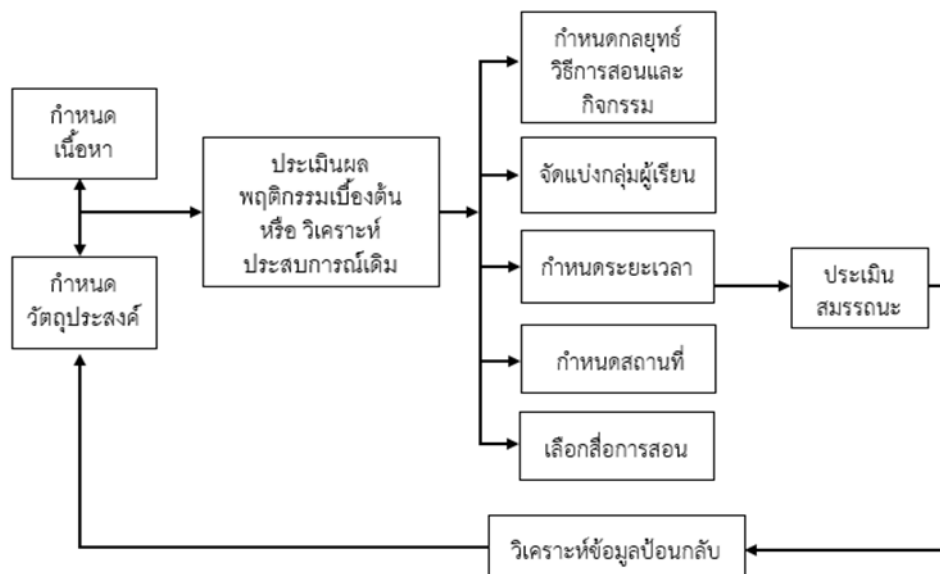 กำหนด
เนื้อหา
กำหนด
วัตถุประสงค์
ประเมินผล
พฤติกรรมเบื้องต้น
หรือ วิเคราะห์
ประสบการณ์เดิม
กำหนดกลยุทธ์
วิธีการสอนและ
กิจกรรม
จัดแบ่งกลุ่มผู้เรียน
กำหนดระยะเวลา
กำหนดสถานที่
เลือกสื่อการสอน
ประเมิน
สมรรถนะ
วิเคราะห์ข้อมูลป้อนกลับ